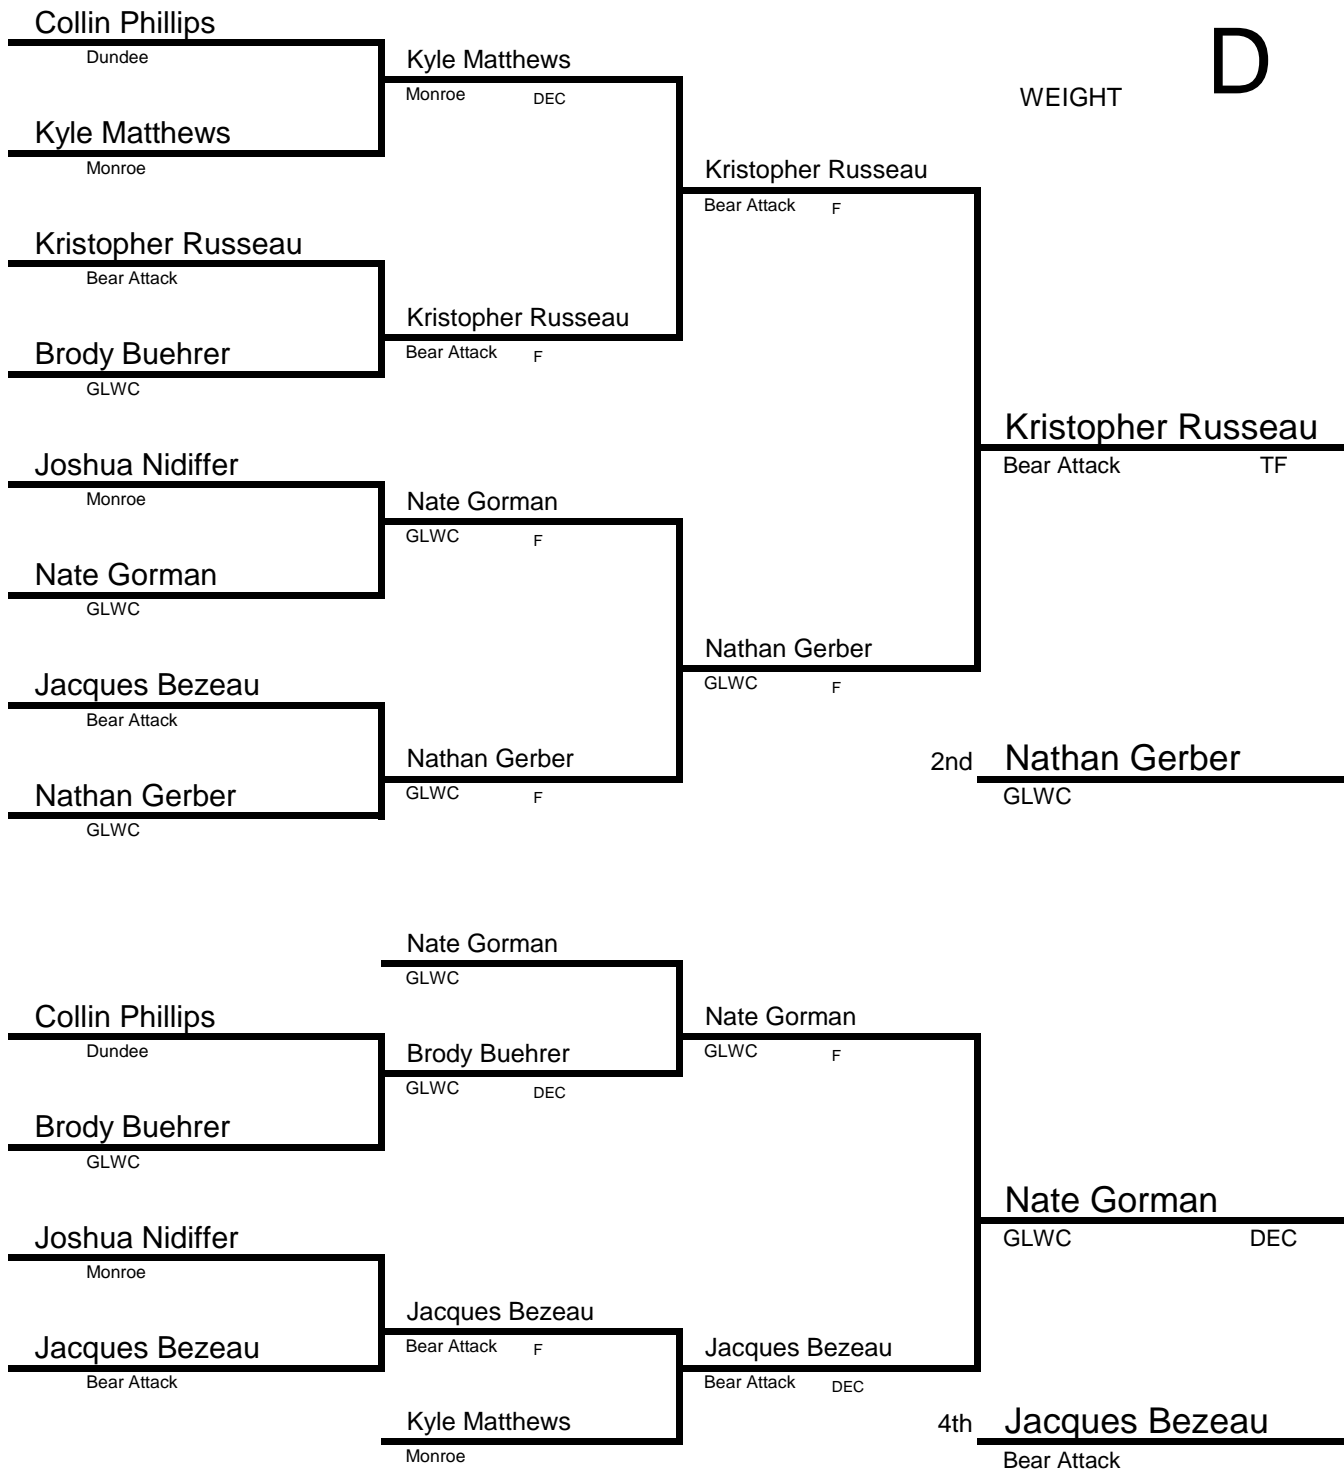 Collin Phillips
Dundee
Kyle Matthews
Monroe DEC
WEIGHT D
Kyle Matthews
Monroe
Kristopher Russeau
Bear Attack F
Kristopher Russeau
Bear Attack
Kristopher Russeau
Bear Attack F
Brody Buehrer
GLWC
Kristopher Russeau
Bear Attack TF
Joshua Nidiffer
Monroe
Nate Gorman
GLWC F
Nate Gorman
GLWC
Nathan Gerber
GLWC F
Jacques Bezeau
Bear Attack
Nathan Gerber
GLWC F
2nd Nathan Gerber
GLWC
Nathan Gerber
GLWC
Nate Gorman
GLWC
Collin Phillips
Dundee
Nate Gorman
GLWC F
Brody Buehrer
GLWC DEC
Brody Buehrer
GLWC
Nate Gorman
GLWC DEC
Joshua Nidiffer
Monroe
Jacques Bezeau
Bear Attack F
Jacques Bezeau
Bear Attack
Jacques Bezeau
Bear Attack DEC
Kyle Matthews
Monroe
4th Jacques Bezeau
Bear Attack